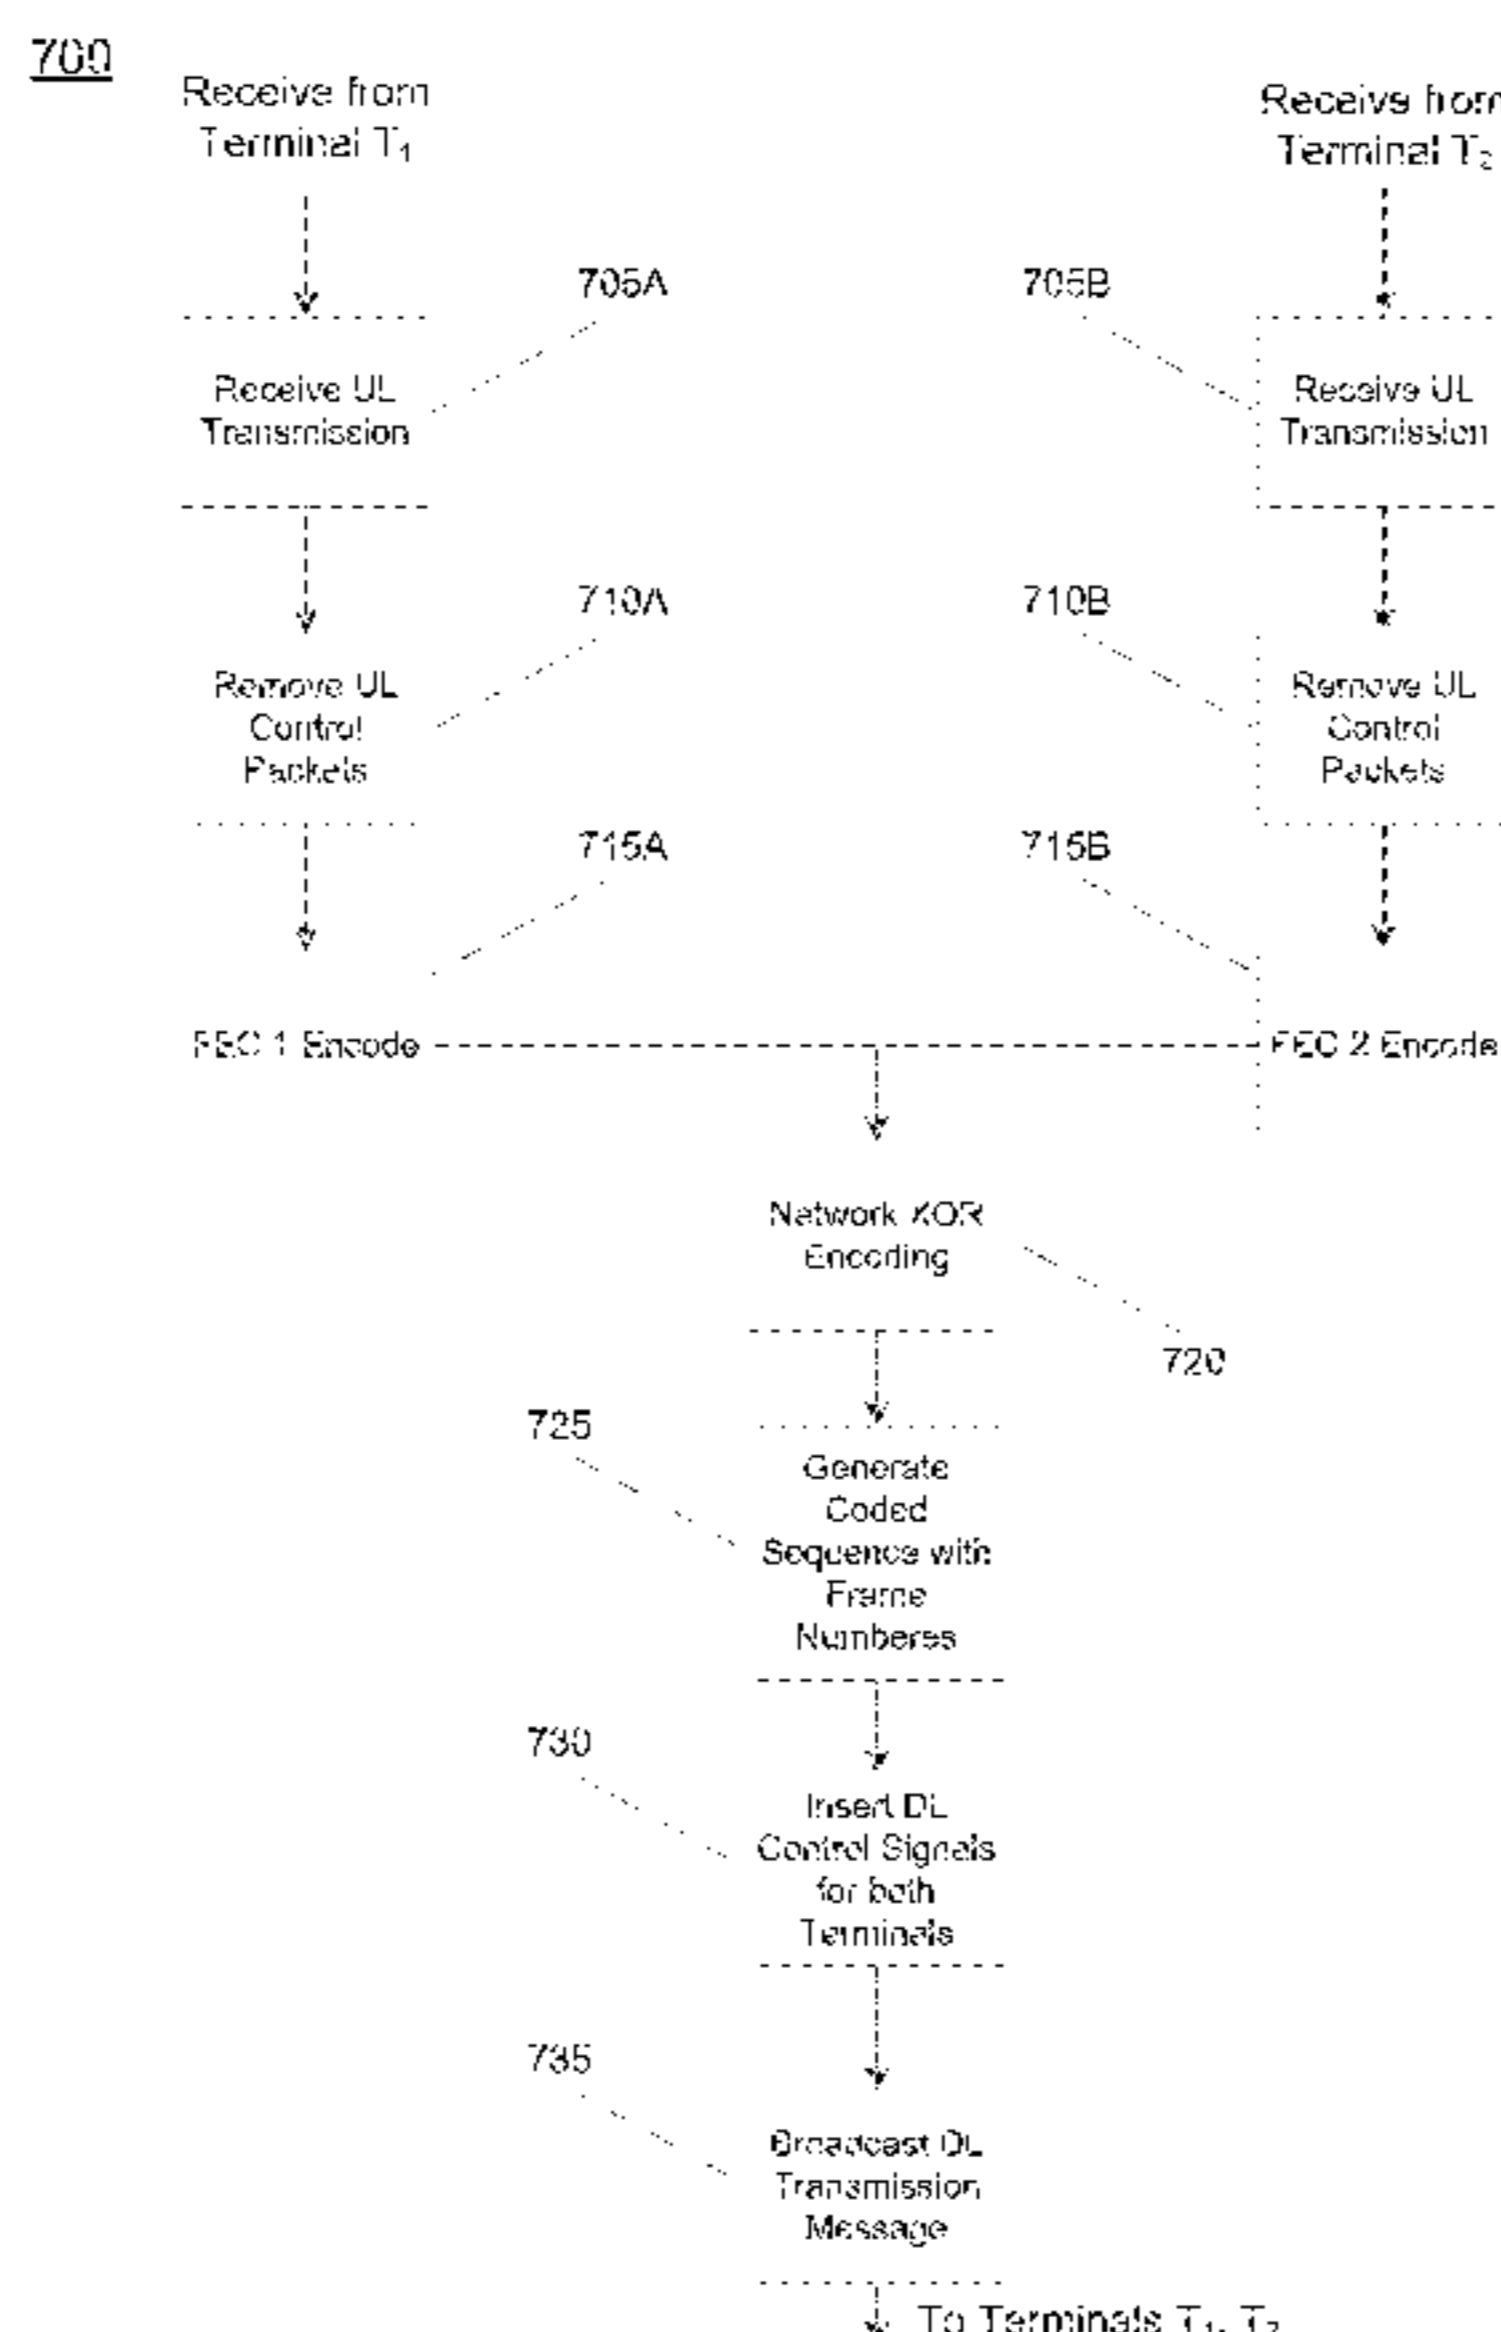 700
Receive from
Terminal T1
Receive from
Terminal T2
705A
705B
Receive UL
Transmission
Receive UL
Transmission
710A
710B
Remove UL
Control
Packets
Remove UL
Control
Packets
715A
715B
FEC 1 Encode
FEC 2 Encode
Network XOR
Encoding
720
725
Generate
Coded
Sequence with
Frame
Numberes
730
Insert DL
Control Signals
for both
Terminals
735
Broadcast DL
Transmission
Message
To Terminals T1, T2